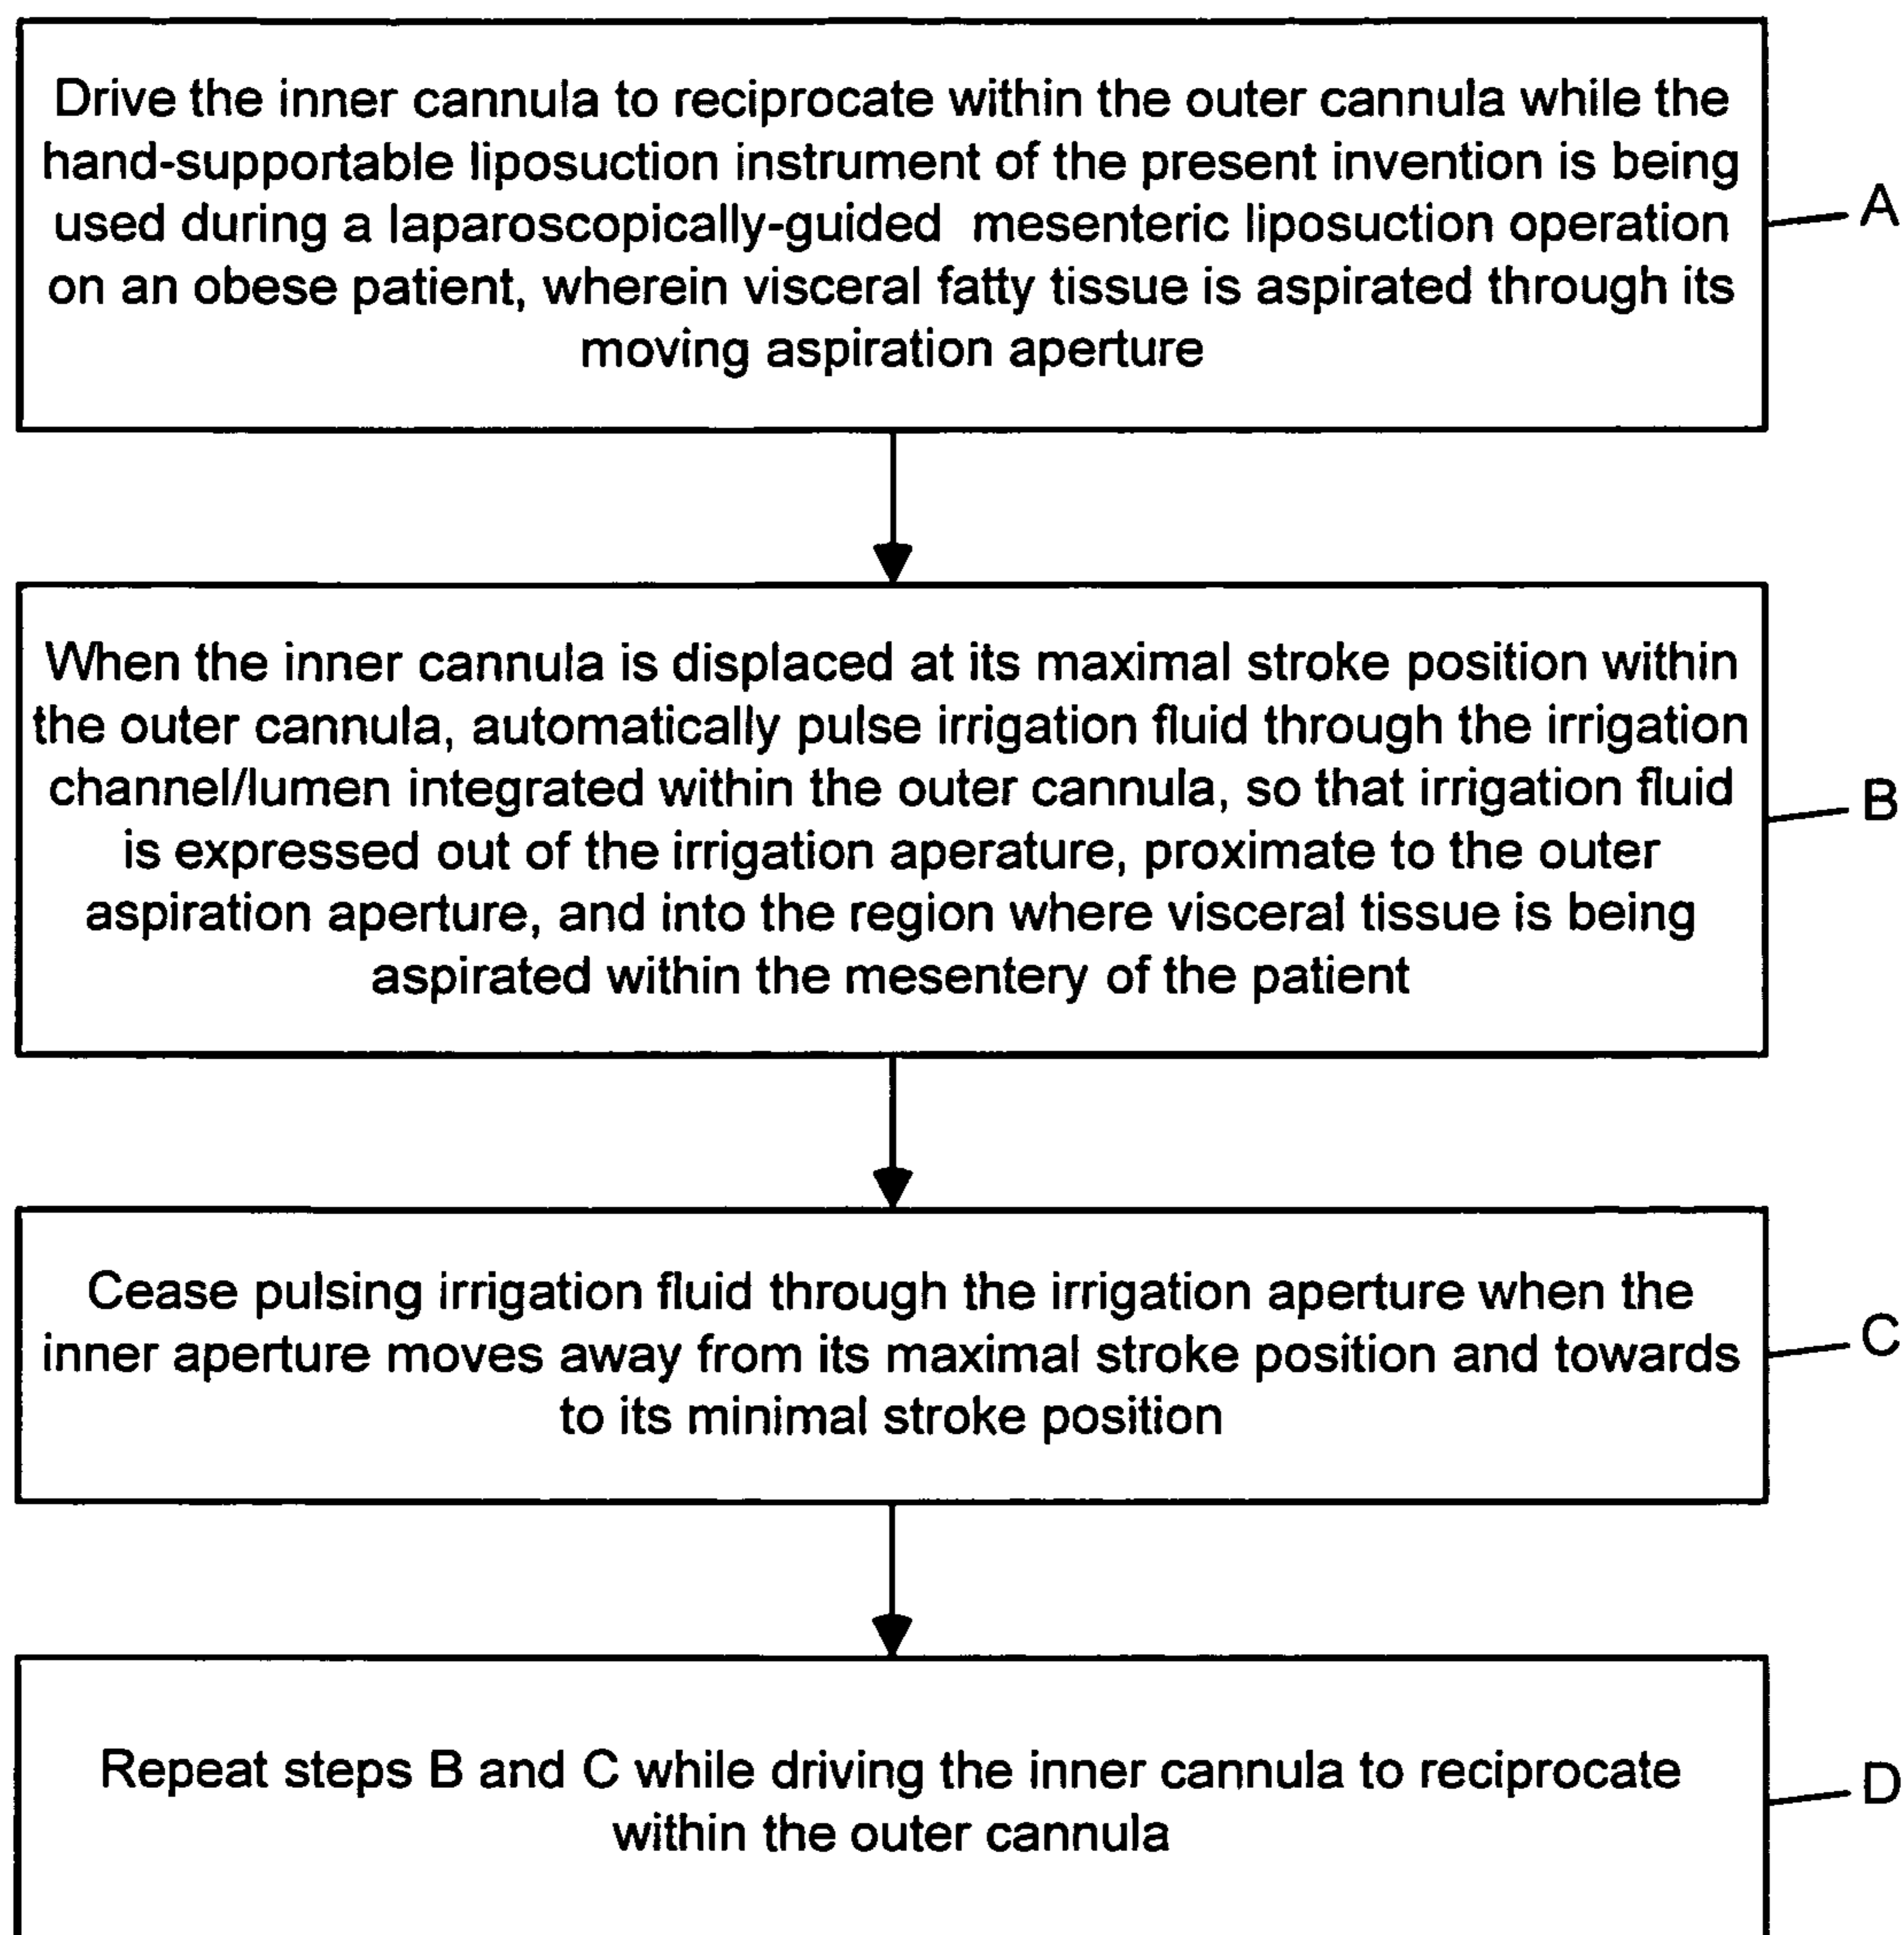 Drive the inner cannula to reciprocate within the outer cannula while the
hand-supportable liposuction instrument of the present invention is being
used during a laparoscopically-guided  mesenteric liposuction operation
on an obese patient, wherein visceral fatty tissue is aspirated through its
moving aspiration aperture
A
When the inner cannula is displaced at its maximal stroke position within
the outer cannula, automatically pulse irrigation fluid through the irrigation
channel/lumen integrated within the outer cannula, so that irrigation fluid
is expressed out of the irrigation aperature, proximate to the outer
aspiration aperture, and into the region where visceral tissue is being
aspirated within the mesentery of the patient
B
Cease pulsing irrigation fluid through the irrigation aperture when the
inner aperture moves away from its maximal stroke position and towards
to its minimal stroke position
C
Repeat steps B and C while driving the inner cannula to reciprocate
within the outer cannula
D